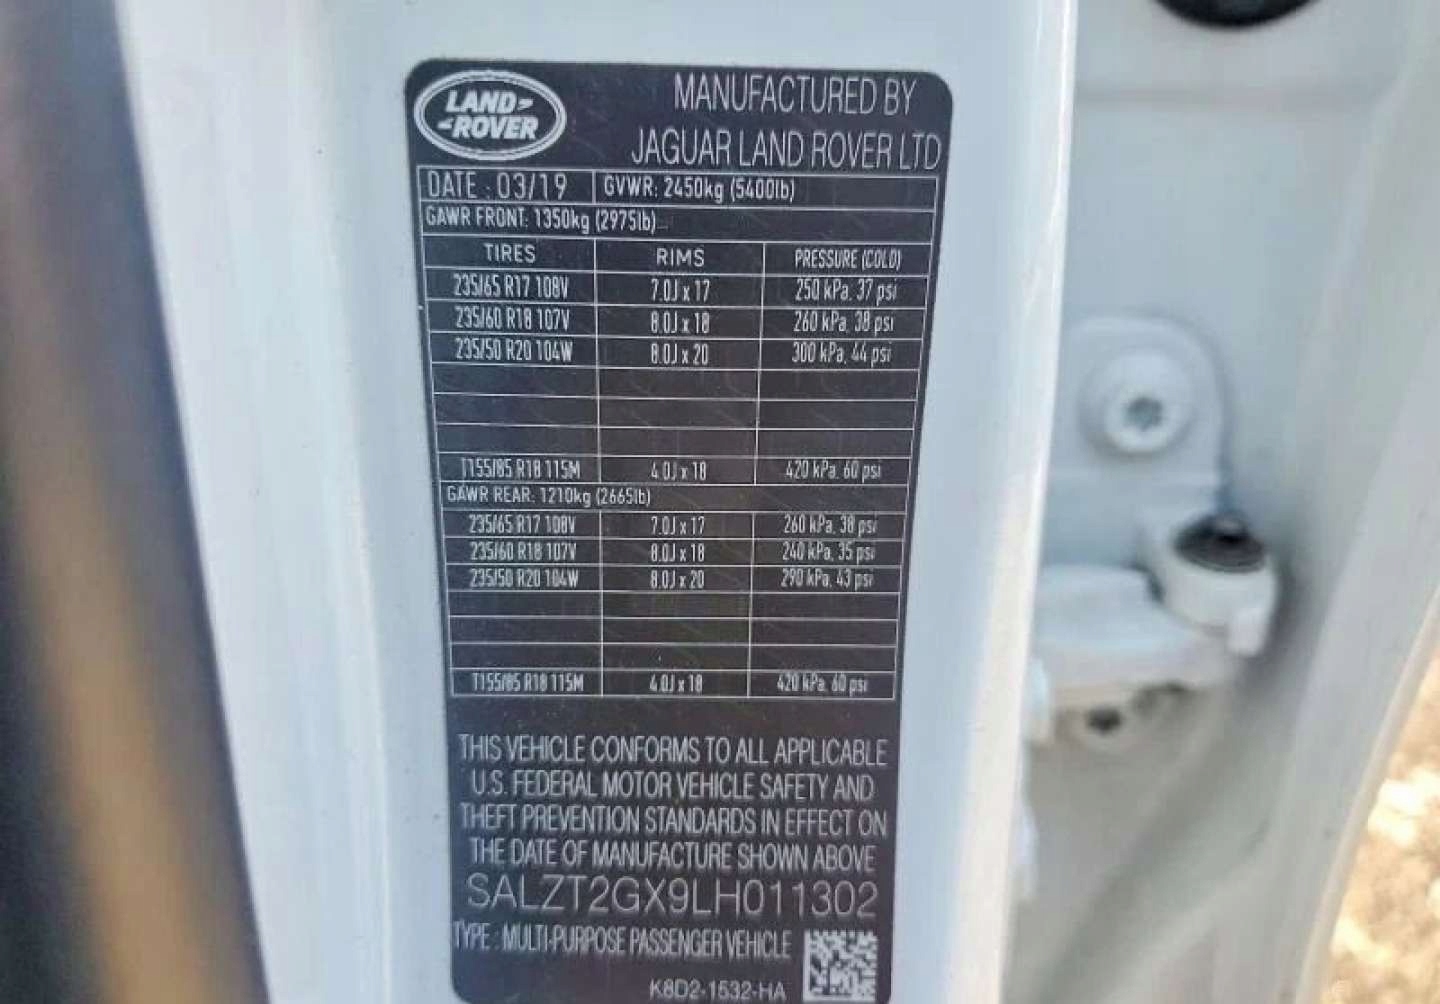 LAND
ROVER
MANUFACTURED BY
JAGUAR LAND ROVER LTD
DATE : 03/19 GVWR: 2450kg (5400lb)
GAWR FRONT: 1350kg (2975lb)
TIRES RIMS PRESSURE (COLD)
235/65 R17 108V 7.0J x 17 250 kPa, 37 psi
235/60 R18 107V 8.0J x 18 260 kPa, 38 psi
235/50 R20 104W 8.0J x 20 300 kPa, 44 psi
T155/85 R18 115M 4.0J x 18 420 kPa, 60 psi
GAWR REAR: 1210kg (2665lb)
235/65 R17 108V 7.0J x 17 260 kPa, 38 psi
235/60 R18 107V 8.0J x 18 240 kPa, 35 psi
235/50 R20 104W 8.0J x 20 290 kPa, 43 psi
T155/85 R18 115M 4.0J x 18 420 kPa, 60 psi
THIS VEHICLE CONFORMS TO ALL APPLICABLE
U.S. FEDERAL MOTOR VEHICLE SAFETY AND
THEFT PREVENTION STANDARDS IN EFFECT ON
THE DATE OF MANUFACTURE SHOWN ABOVE
SALZT2GX9LH011302
TYPE : MULTI-PURPOSE PASSENGER VEHICLE
K8D2-1532-HA